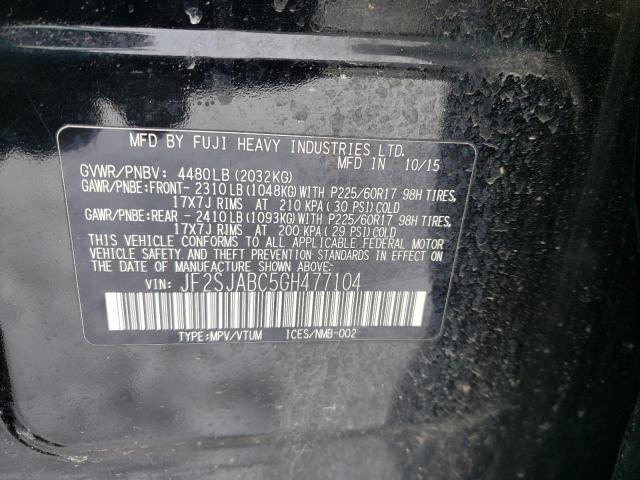 MFD BY FUJI HEAVY INDUSTRIES LTD.
MFD IN 10/15
GVWR/PNBV: 4480LB(2032KG)
GAWR/PNBE:FRONT- 2310LB(1048KG)WITH P225/60R17 98H TIRES,
17X7J RIMS AT 210 KPA( 30 PSI)COLD
GAWR/PNBE:REAR -2410LB(1093KG)WITH P225/60R17 98H TIRES,
17X7J RIMS AT 200 KPA( 29 PSI)COLD
THIS VEHICLE CONFORMS TO ALL APPLICABLE FEDERAL MOTOR
VEHICLE SAFETY AND THEFT PREVENTION STANDARDS IN EFFECT
ON THE DATE OF MANUFACTURE SHOWN ABOVE.
VIN: JF2SJABC5GH477104
TYPE:MPV/VTUM ICES/NMB-002